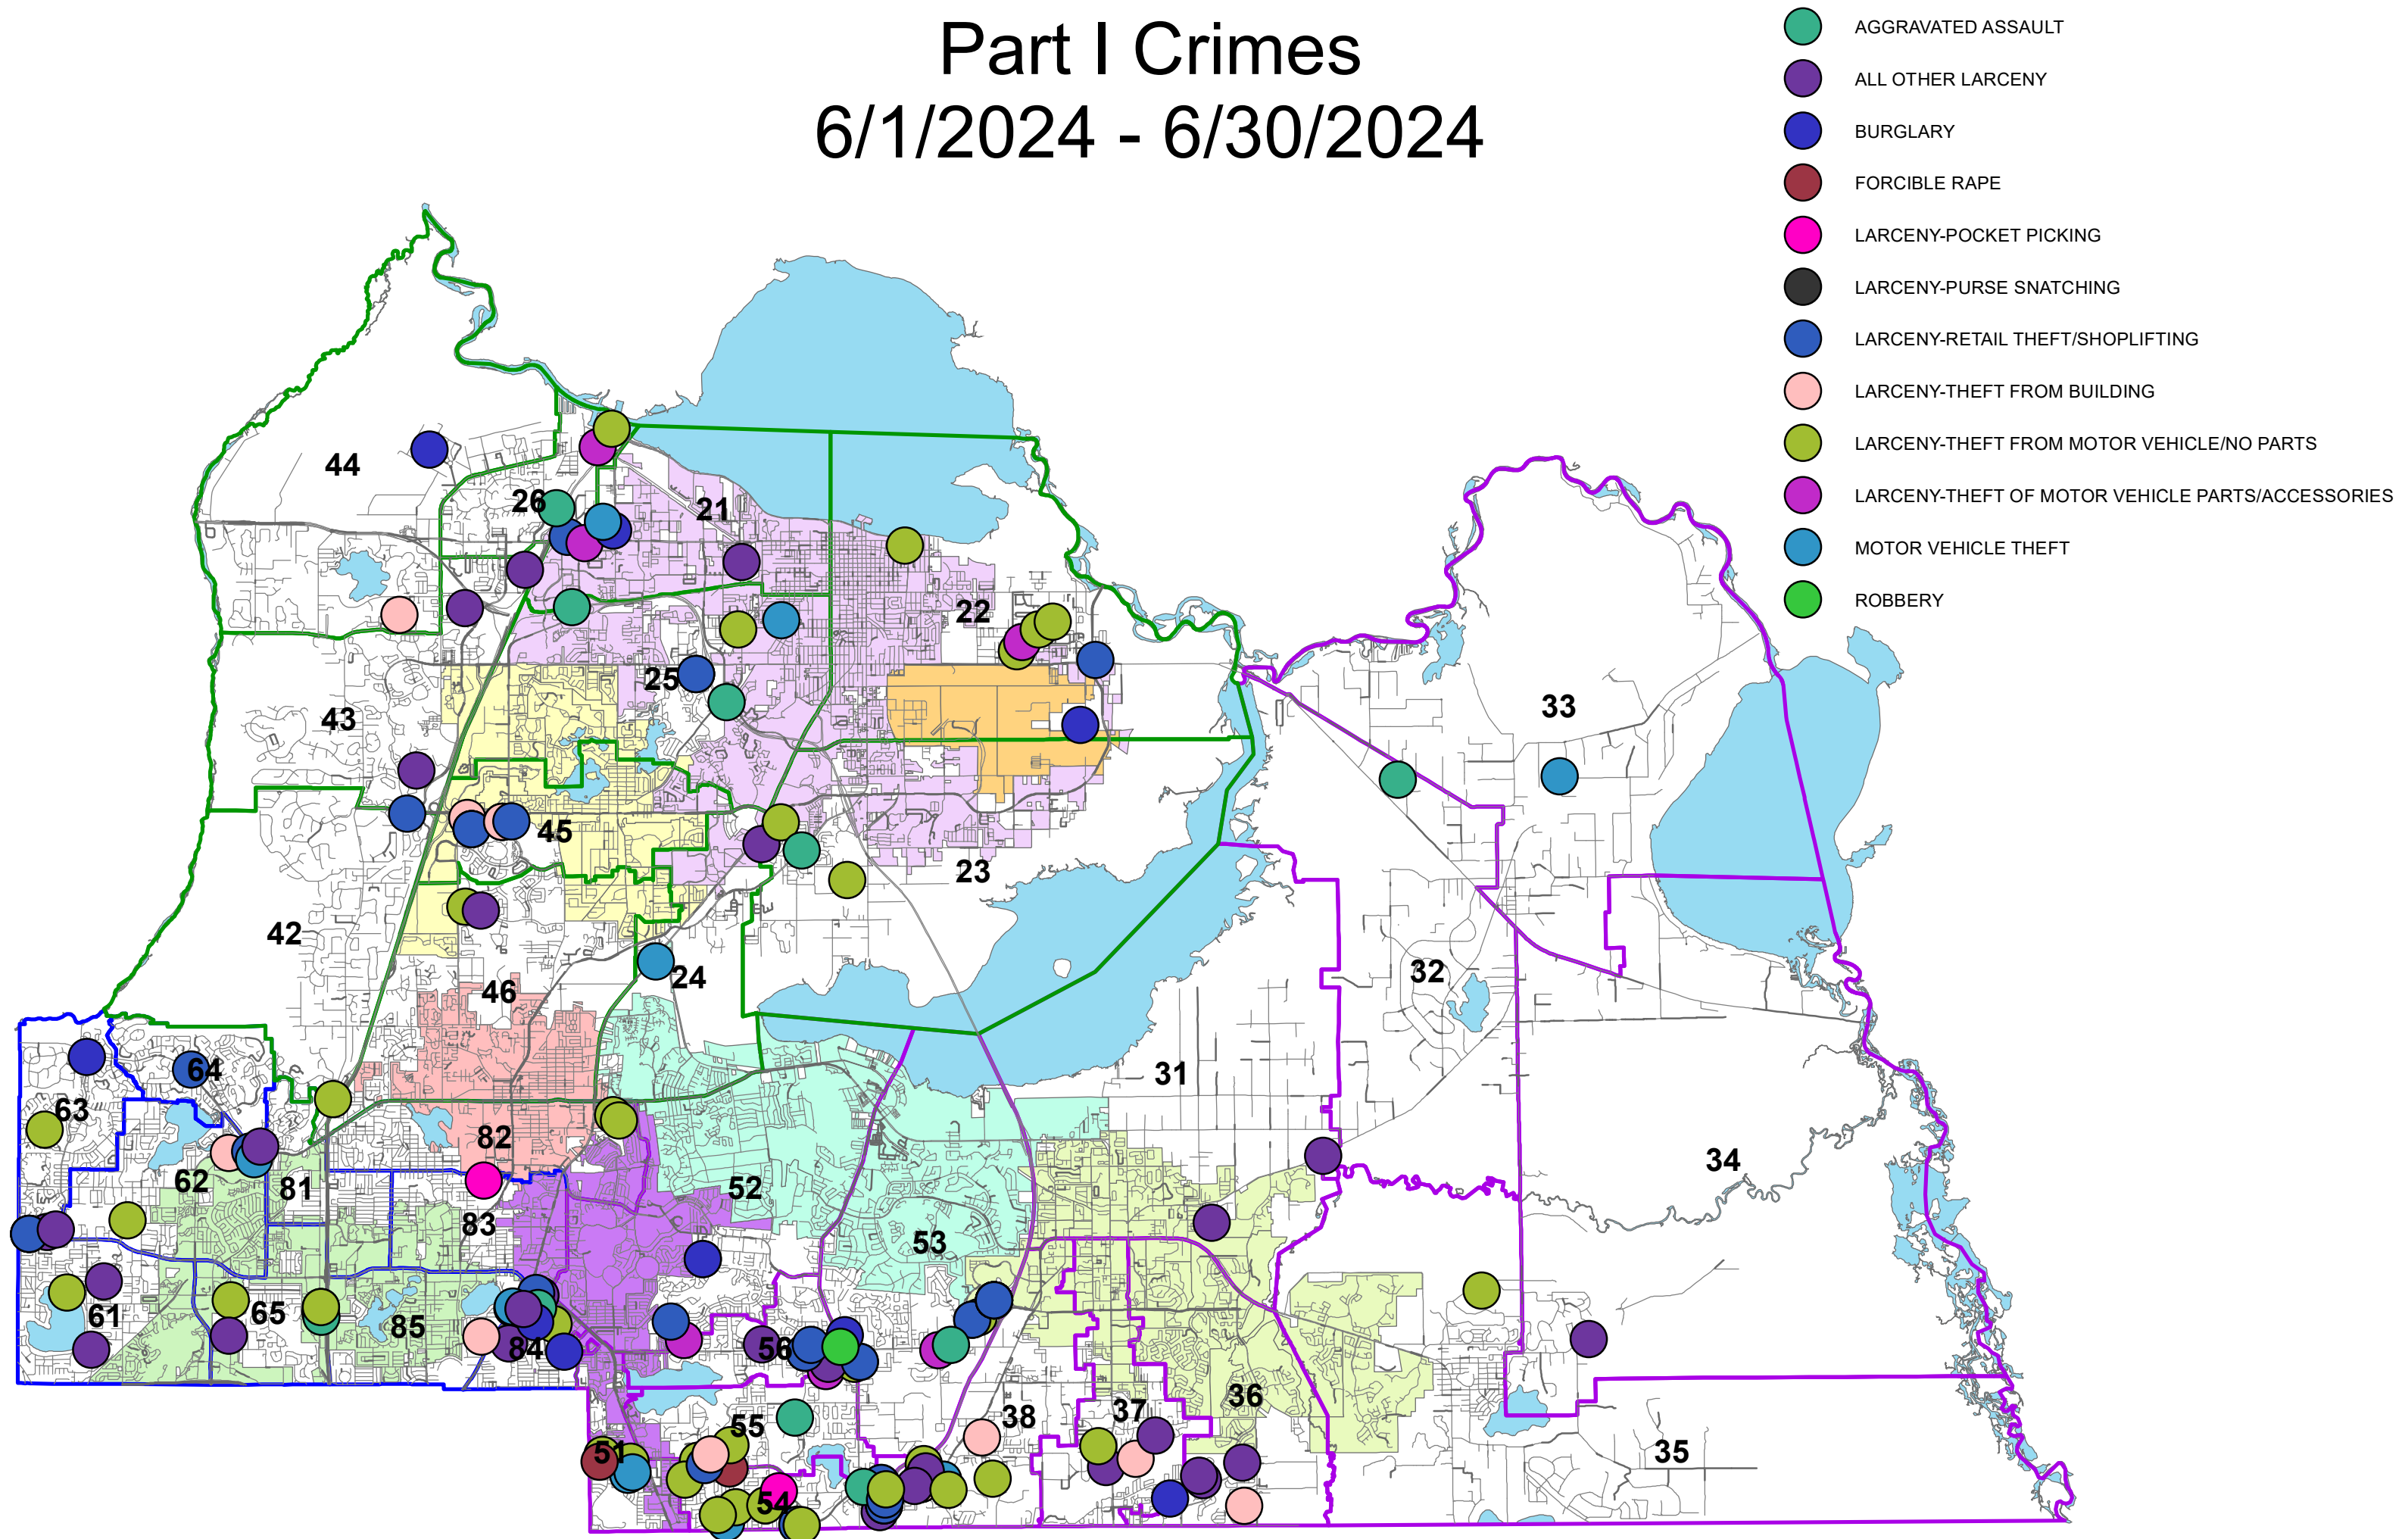 Part I Crimes
6/1/2024 - 6/30/2024
AGGRAVATED ASSAULT
ALL OTHER LARCENY
BURGLARY
FORCIBLE RAPE
LARCENY-POCKET PICKING
LARCENY-PURSE SNATCHING
LARCENY-RETAIL THEFT/SHOPLIFTING
LARCENY-THEFT FROM BUILDING
LARCENY-THEFT FROM MOTOR VEHICLE/NO PARTS
LARCENY-THEFT OF MOTOR VEHICLE PARTS/ACCESSORIES
MOTOR VEHICLE THEFT
ROBBERY
44
26
21
22
25
43
33
45
23
42
24
32
46
31
64
63
82
34
62
81
52
83
53
61
65
85
84
56
36
37
38
55
51
35
54